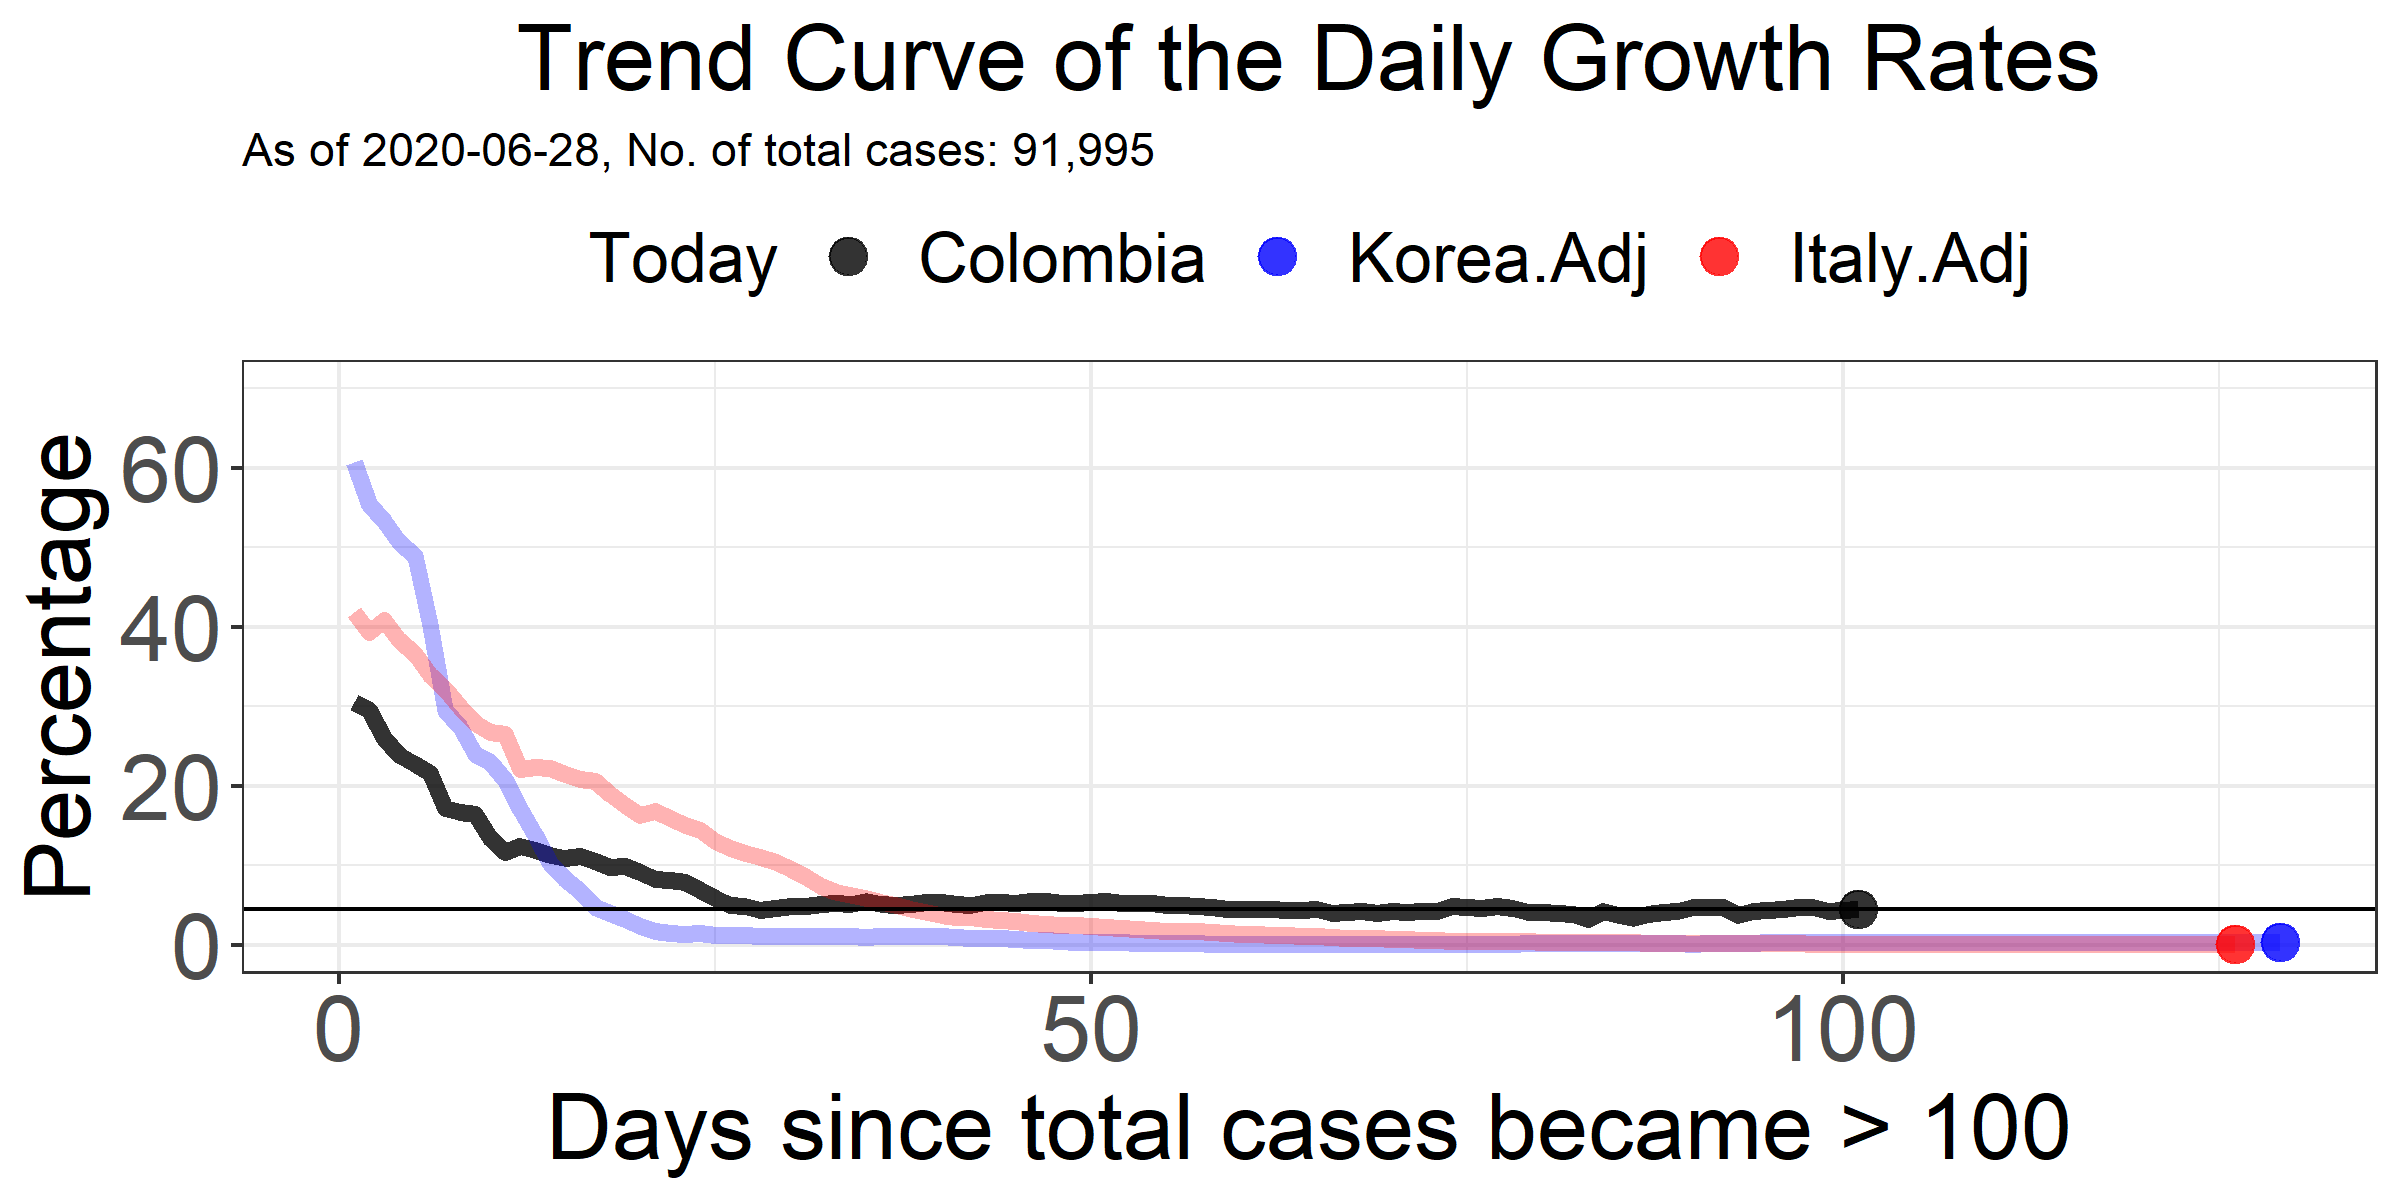 Trend Curve of the Daily Growth Rates
As of 2020-06-28, No. of total cases: 91,995
Today Colombia Korea.Adj Italy.Adj
Percentage
60
40
20
0
0 50 100
Days since total cases became > 100